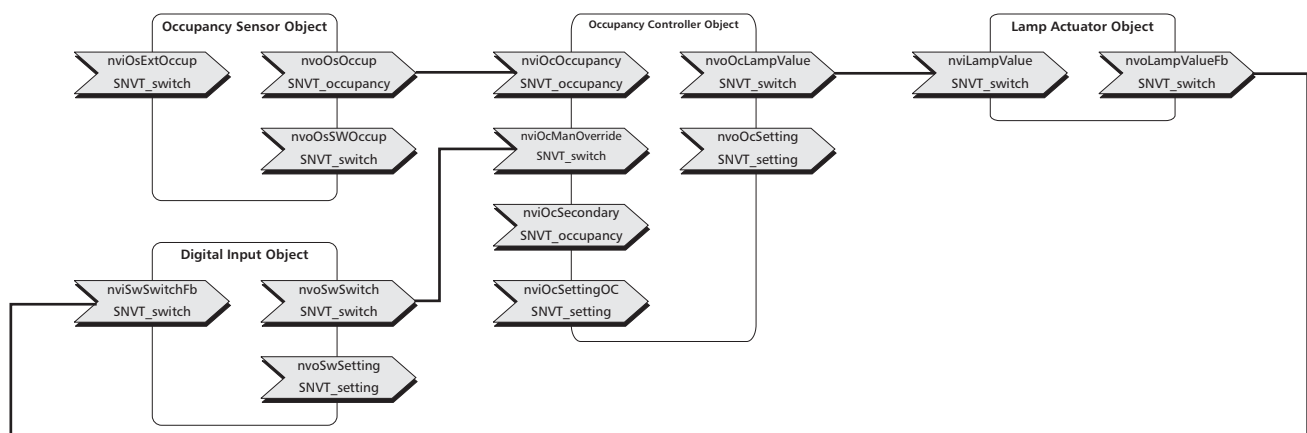 Occupancy Sensor Object
nviOsExtOccup
SNVT_switch
nvoOsOccup
SNVT_occupancy
nvoOsSWOccup
SNVT_switch
Digital Input Object
nviSwSwitchFb
SNVT_switch
nvoSwSwitch
SNVT_switch
nvoSwSetting
SNVT_setting
Occupancy Controller Object
nviOcOccupancy
SNVT_occupancy
nviOcManOverride
SNVT_switch
nviOcSecondary
SNVT_occupancy
nviOcSettingOC
SNVT_setting
nvoOcLampValue
SNVT_switch
nvoOcSetting
SNVT_setting
Lamp Actuator Object
nviLampValue
SNVT_switch
nvoLampValueFb
SNVT_switch